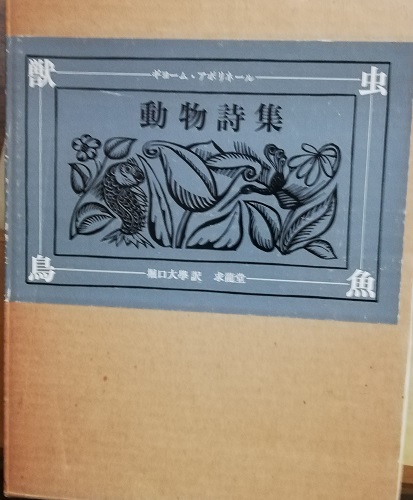 獣
ギヨーム・アポリネール
虫
動物詩集
鳥
堀口大學訳 求龍堂
魚